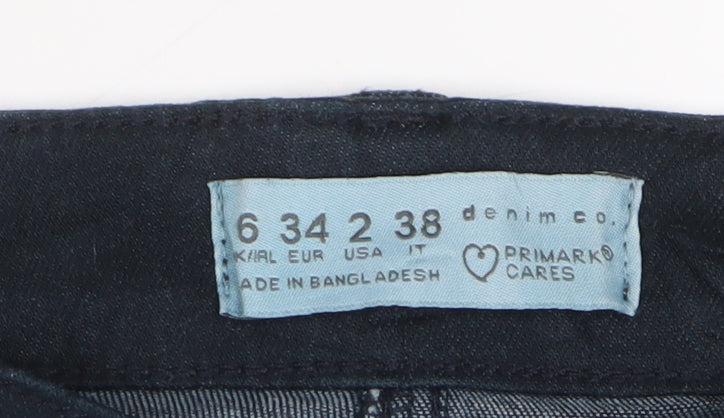 6 34 2 38 denim co.
K/IRL EUR USA IT PRIMARK®
ADE IN BANGLADESH CARES